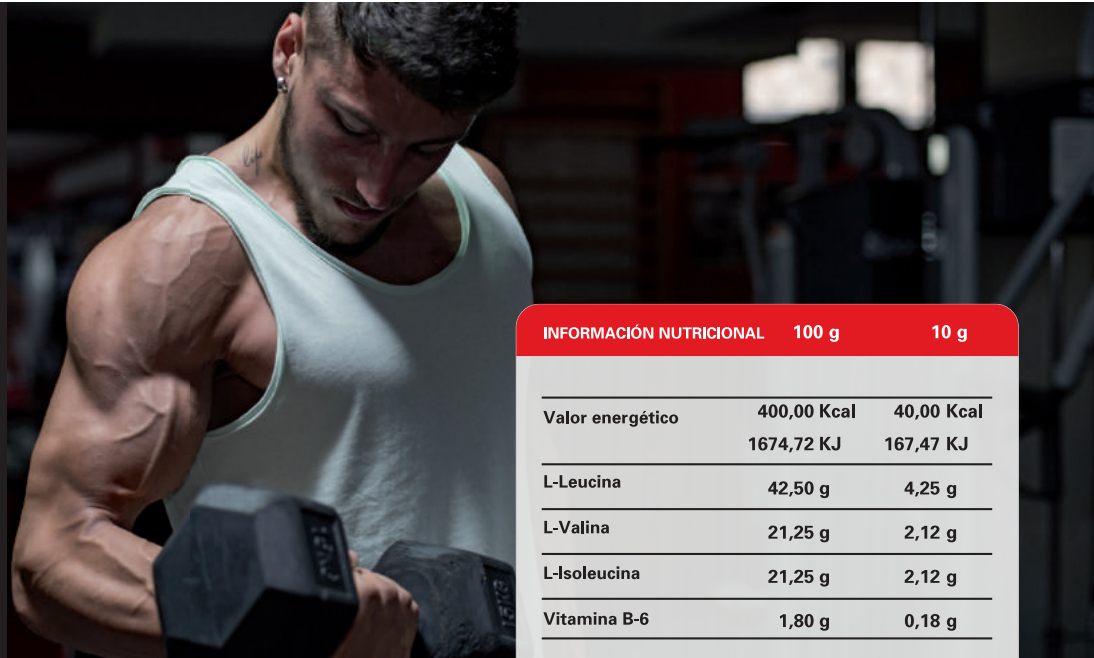 INFORMACIÓN NUTRICIONAL 100 g 10 g
Valor energético 400,00 Kcal 40,00 Kcal
1674,72 KJ 167,47 KJ
L-Leucina 42,50 g 4,25 g
L-Valina 21,25 g 2,12 g
L-Isoleucina 21,25 g 2,12 g
Vitamina B-6 1,80 g 0,18 g